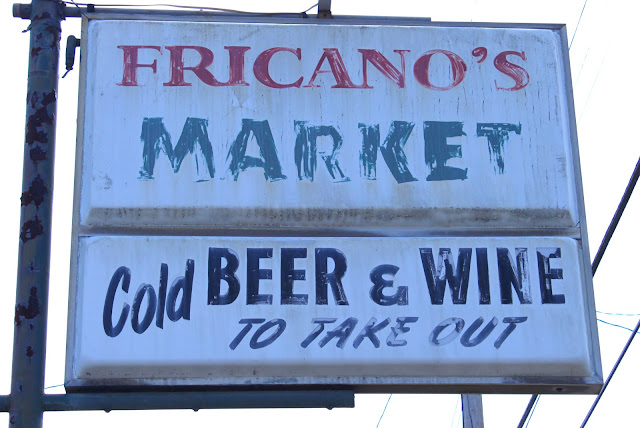 FRICANO'S
MARKET
Cold BEER & WINE
TO TAKE OUT